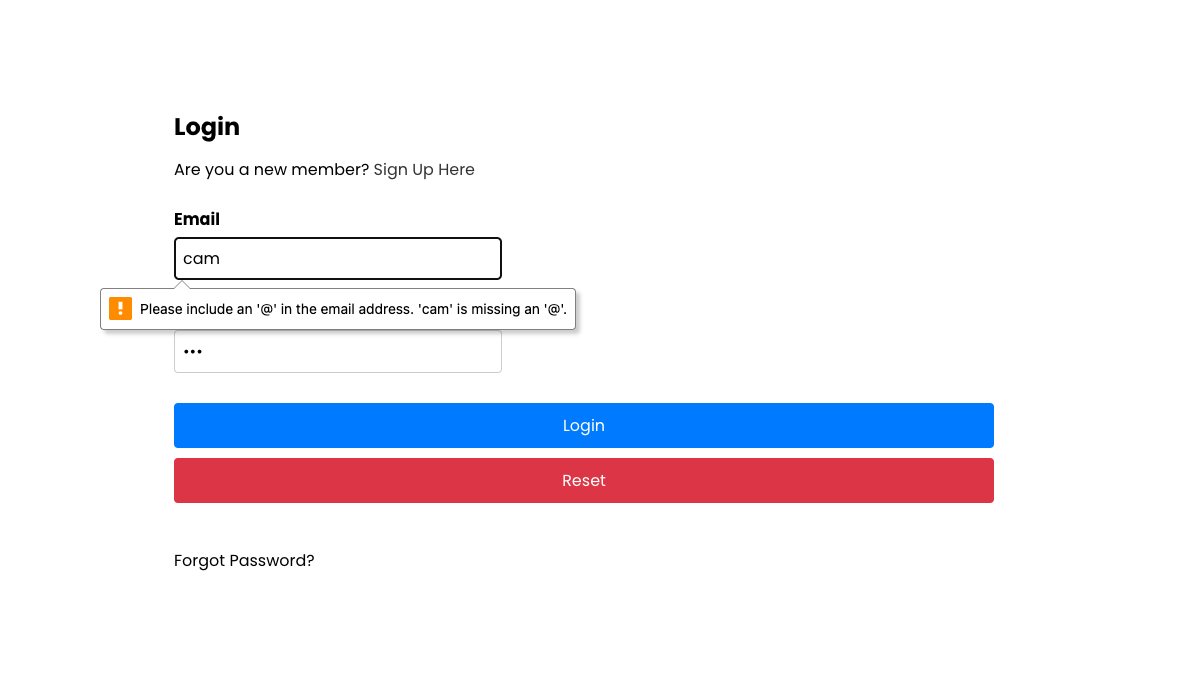 Login
Are you a new member? Sign Up Here
Email
cam
Please include an '@' in the email address. 'cam' is missing an '@'.
•••
Login
Reset
Forgot Password?